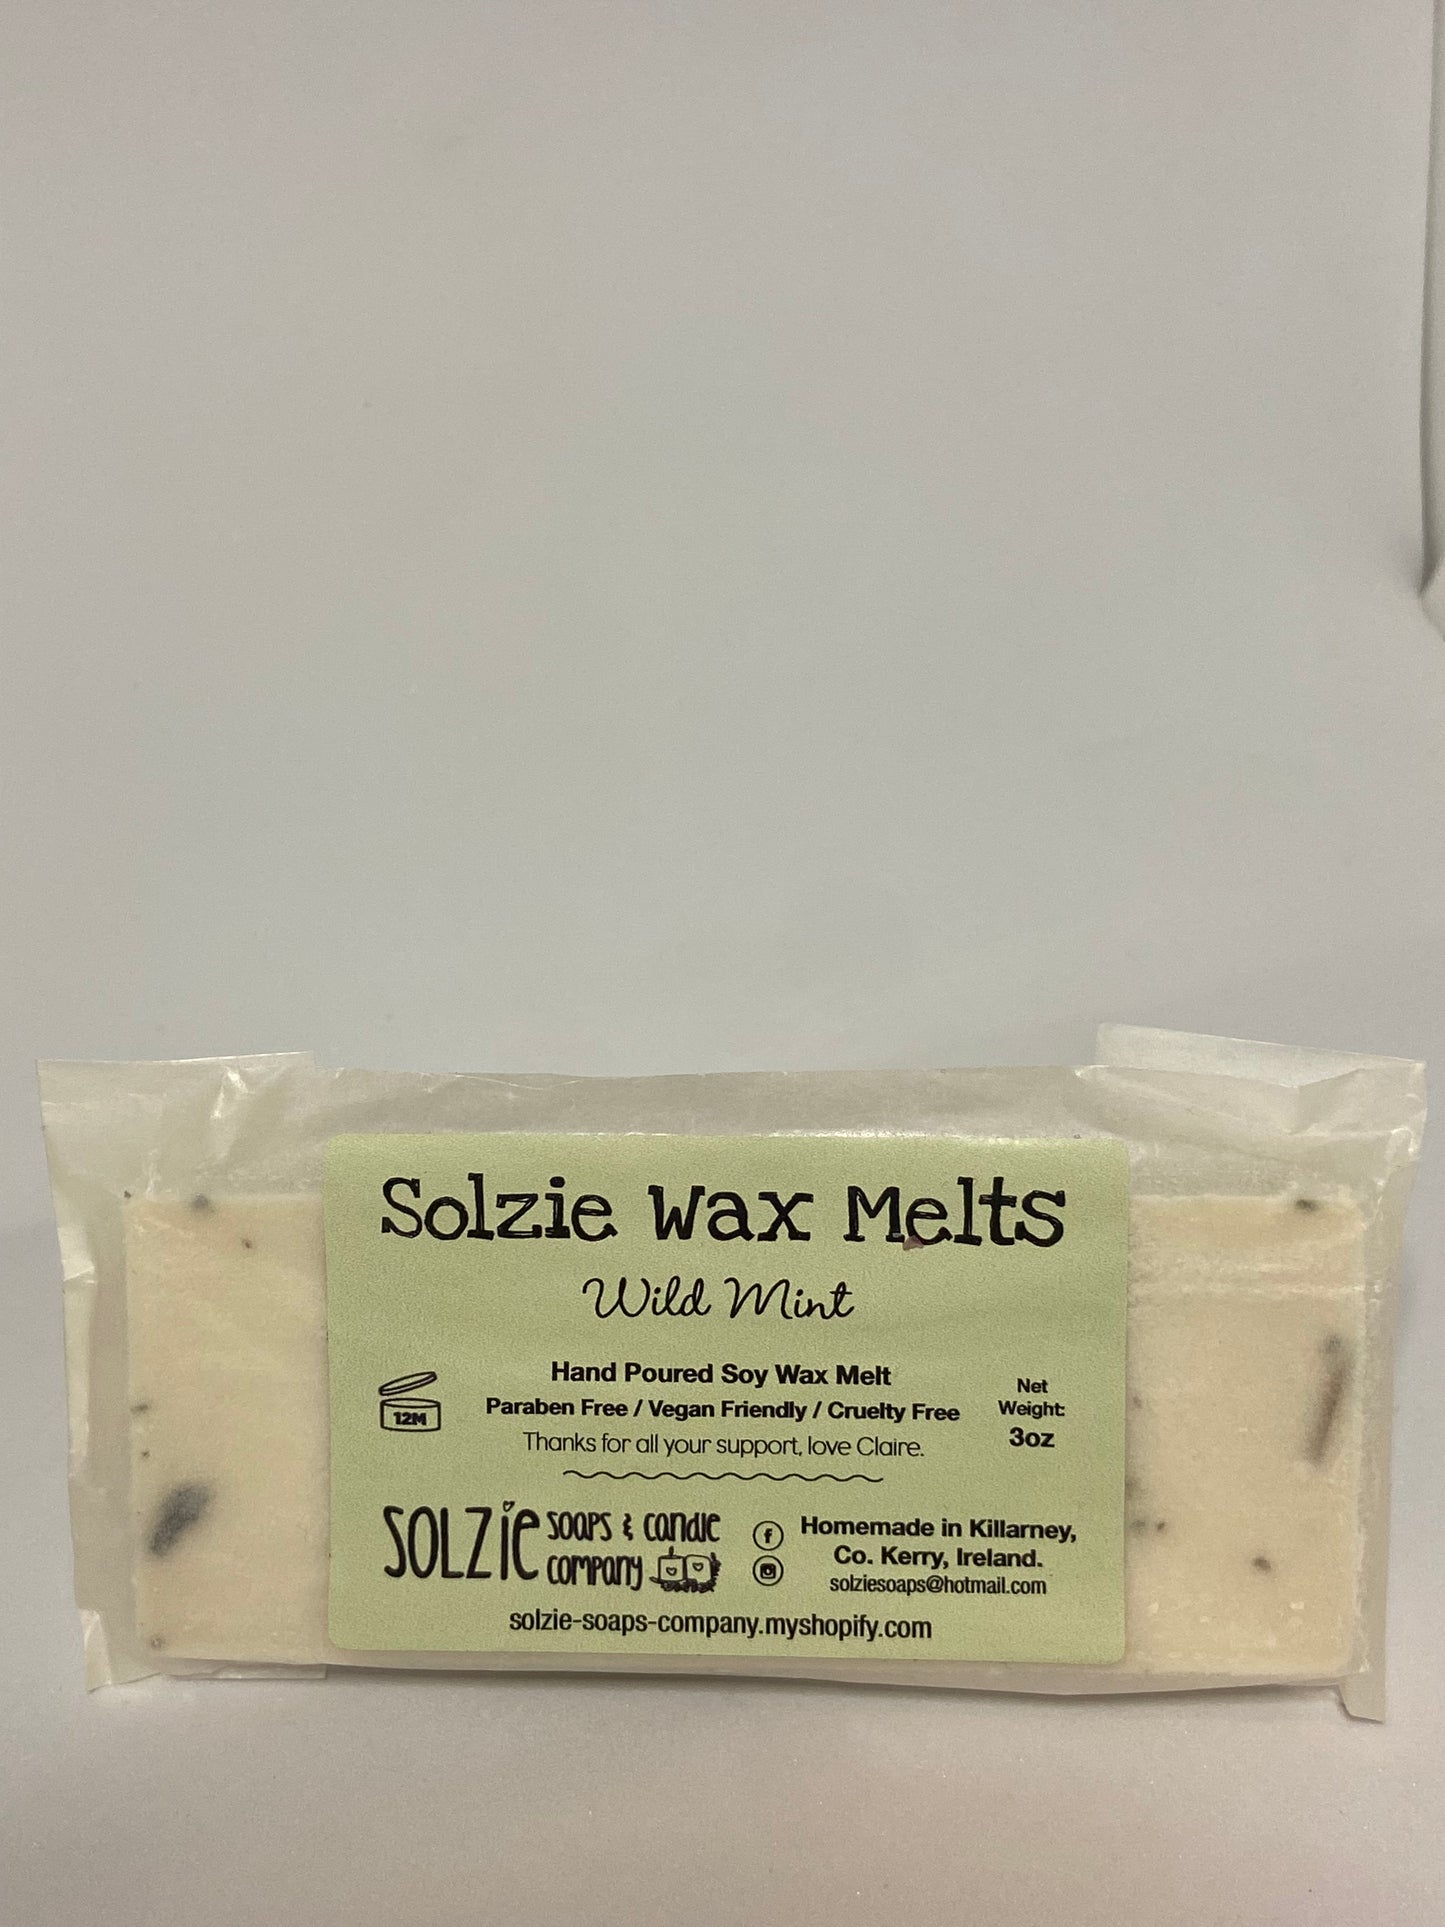 Solzie Wax Melts
Wild Mint
Hand Poured Soy Wax Melt
Paraben Free / Vegan Friendly / Cruelty Free
Thanks for all your support, love Claire.
12M
Net
Weight:
3oz
SOLZie SOAPS & CANDLE
COMPANY
f
Homemade in Killarney,
Co. Kerry, Ireland.
solziesoaps@hotmail.com
solzie-soaps-company.myshopify.com